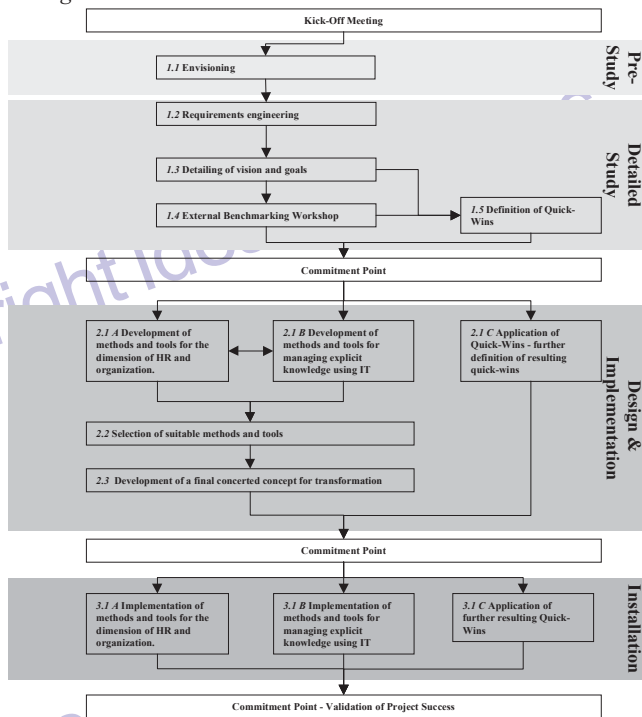 Kick-Off Meeting
Pre-
Study
1.1 Envisioning
1.2 Requirements engineering
Detailed
Study
1.3 Detailing of vision and goals
1.4 External Benchmarking Workshop
1.5 Definition of Quick-
Wins
Commitment Point
2.1 A Development of
methods and tools for the
dimension of HR and
organization.
2.1 B Development of
methods and tools for
managing explicit
knowledge using IT
2.1 C Application of
Quick-Wins - further
definition of resulting
quick-wins
Design &
Implementation
2.2 Selection of suitable methods and tools
2.3 Development of a final concerted concept for transformation
Commitment Point
3.1 A Implementation of
methods and tools for the
dimension of HR and
organization.
3.1 B Implementation of
methods and tools for
managing explicit
knowledge using IT
3.1 C Application of
further resulting Quick-
Wins
Installation
Commitment Point - Validation of Project Success